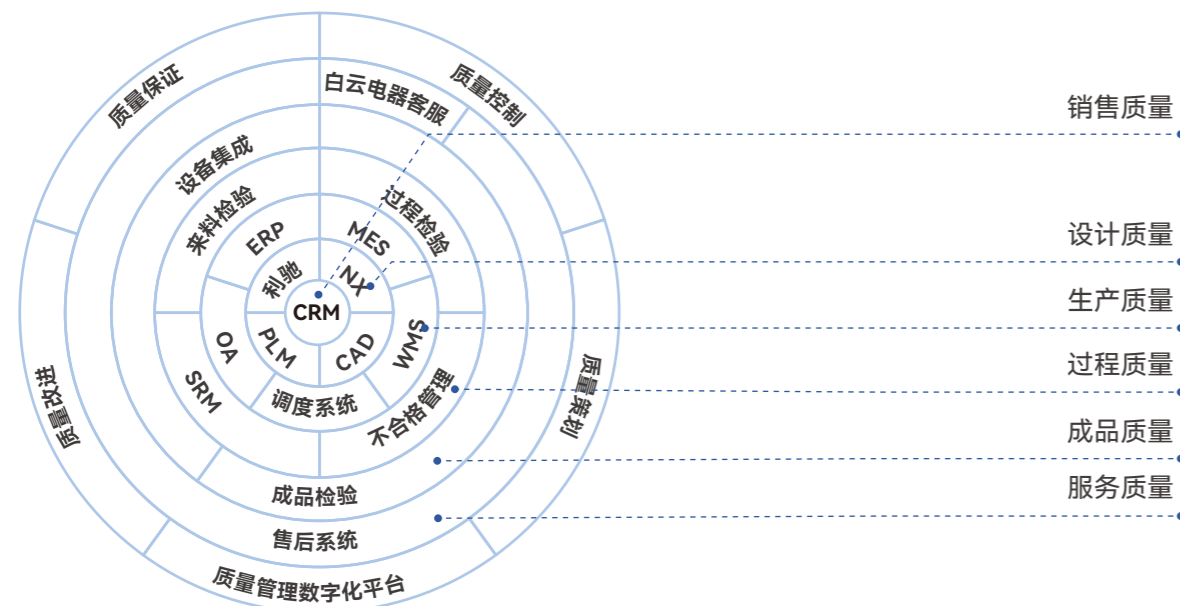 质量保证
质量控制
白云电器客服
设备集成
来料检验
过程检验
ERP
MES
利驰
NX
CRM
OA
PLM
CAD
WMS
SRM
调度系统
不合格管理
质量改进
质量策划
成品检验
售后系统
质量管理数字化平台
销售质量
设计质量
生产质量
过程质量
成品质量
服务质量